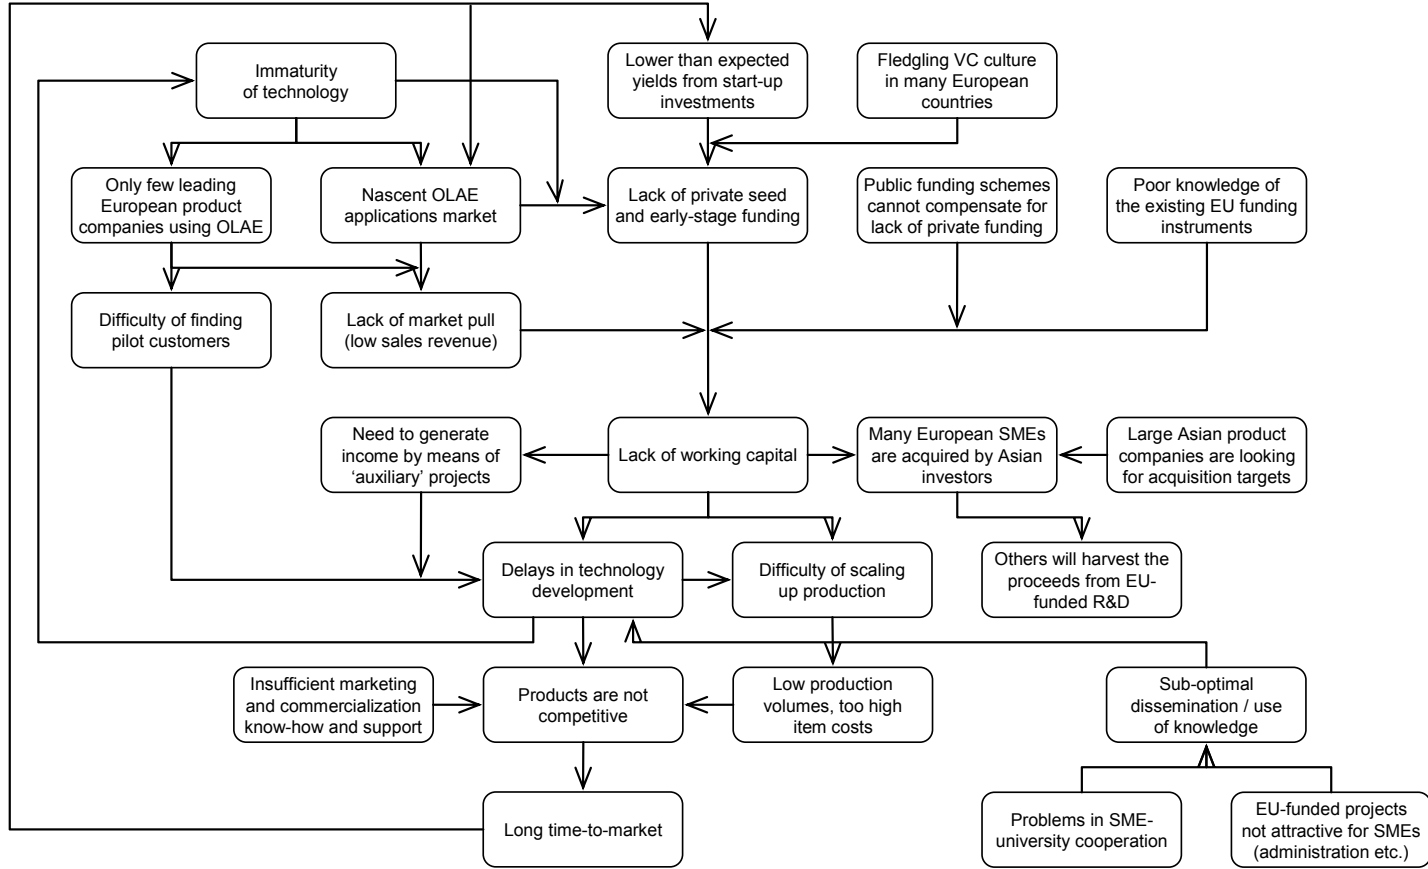 Immaturity
of technology
Lower than expected
yields from start-up
investments
Fledgling VC culture
in many European
countries
Only few leading
European product
companies using OLAE
Nascent OLAE
applications market
Lack of private seed
and early-stage funding
Public funding schemes
cannot compensate for
lack of private funding
Poor knowledge of
the existing EU funding
instruments
Difficulty of finding
pilot customers
Lack of market pull
(low sales revenue)
Need to generate
income by means of
‘auxiliary’ projects
Lack of working capital
Many European SMEs
are acquired by Asian
investors
Large Asian product
companies are looking
for acquisition targets
Delays in technology
development
Difficulty of scaling
up production
Others will harvest the
proceeds from EU-
funded R&D
Insufficient marketing
and commercialization
know-how and support
Products are not
competitive
Low production
volumes, too high
item costs
Sub-optimal
dissemination / use
of knowledge
Long time-to-market
Problems in SME-
university cooperation
EU-funded projects
not attractive for SMEs
(administration etc.)